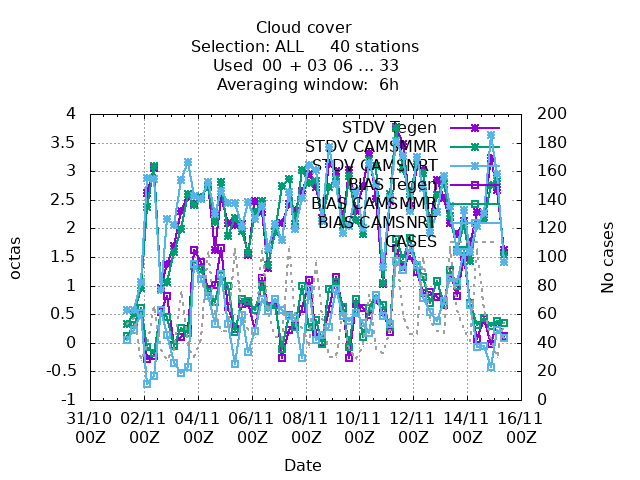 Cloud cover
Selection: ALL 40 stations
Used 00 + 03 06 ... 33
Averaging window: 6h
4
3.5
3
2.5
2
1.5
1
0.5
0
-0.5
-1
200
180
160
140
120
100
80
60
40
20
0
octas
No cases
STDV Tegen
STDV CAMSMMR
STDV CAMSNRT
BIAS Tegen
BIAS CAMSMMR
BIAS CAMSNRT
CASES
31/10 02/11 04/11 06/11 08/11 10/11 12/11 14/11 16/11
00Z 00Z 00Z 00Z 00Z 00Z 00Z 00Z 00Z
Date